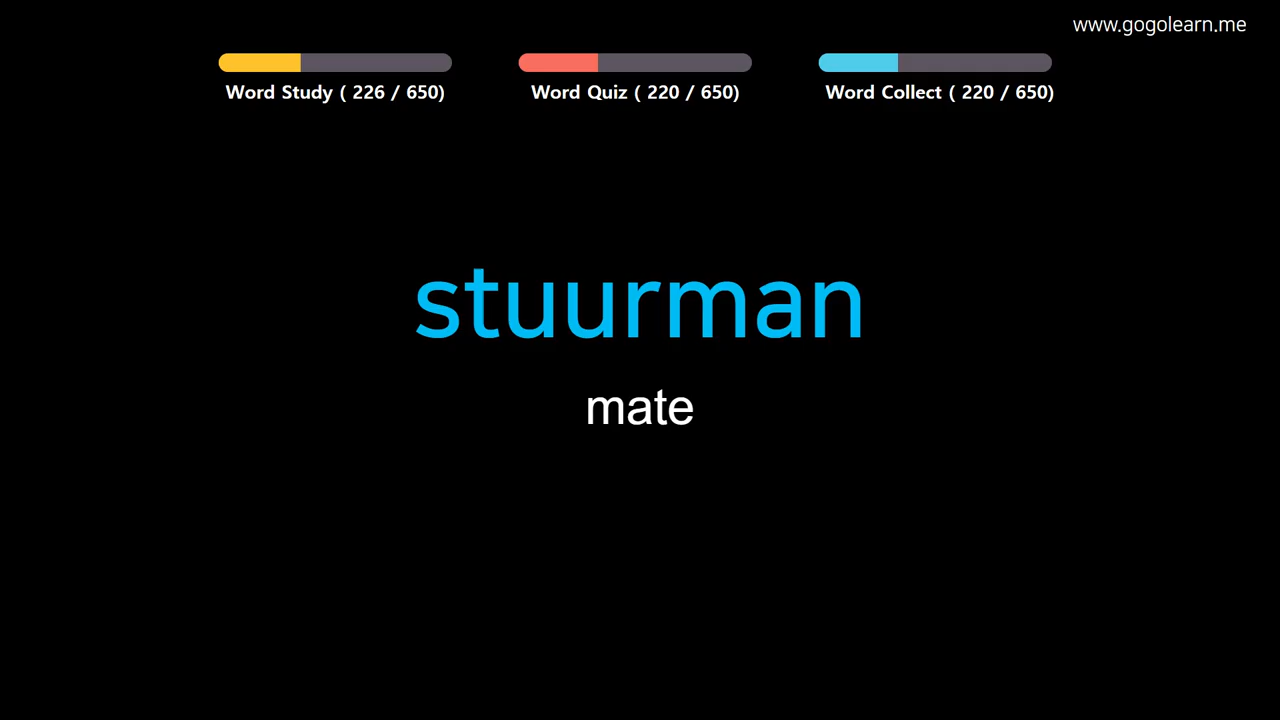 www.gogolearn.me
Word Study ( 226 / 650)
Word Quiz ( 220 / 650)
Word Collect ( 220 / 650)
stuurman
mate